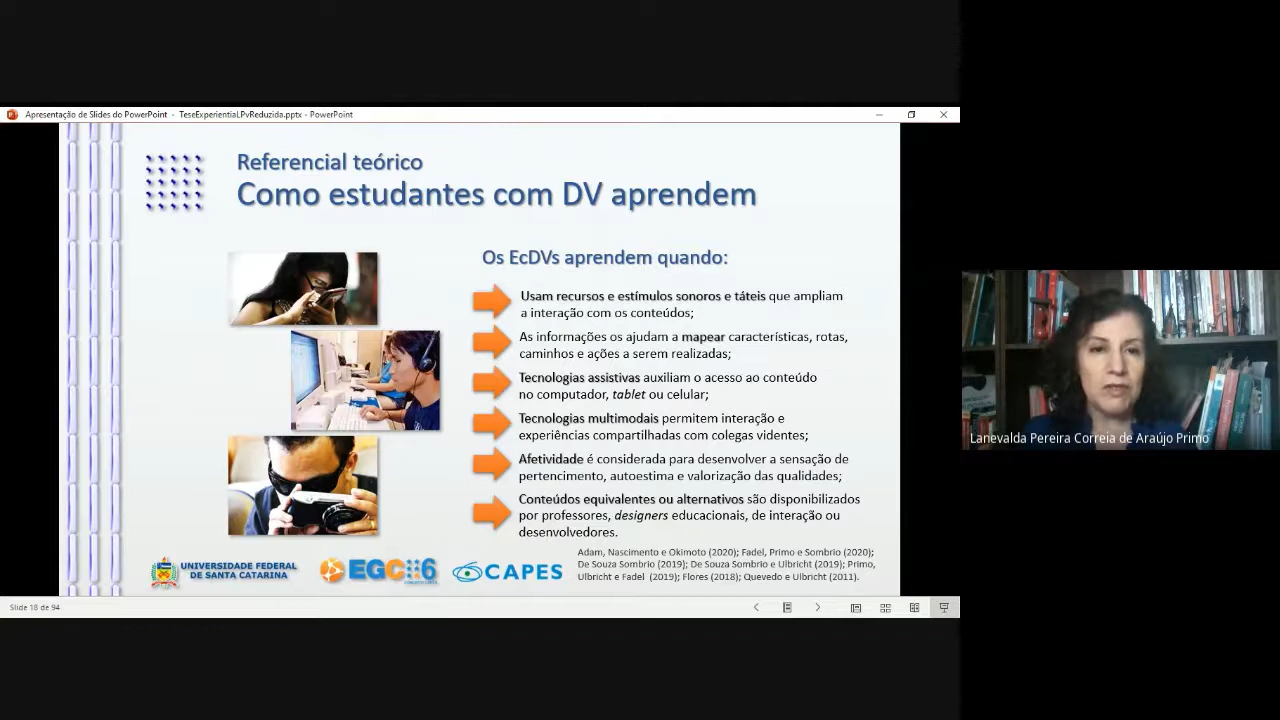 Apresentação de Slides do PowerPoint - TeseExperientialPvReduzida.pptx - PowerPoint
Referencial teórico
Como estudantes com DV aprendem
Os EcDVs aprendem quando:
Usam recursos e estímulos sonoros e táteis que ampliam
a interação com os conteúdos;
As informações os ajudam a mapear características, rotas,
caminhos e ações a serem realizadas;
Tecnologias assistivas auxiliam o acesso ao conteúdo
no computador, tablet ou celular;
Tecnologias multimodais permitem interação e
experiências compartilhadas com colegas videntes;
Afetividade é considerada para desenvolver a sensação de
pertencimento, autoestima e valorização das qualidades;
Conteúdos equivalentes ou alternativos são disponibilizados
por professores, designers educacionais, de interação ou
desenvolvedores.
Adam, Nascimento e Okimoto (2020); Fadel, Primo e Sombrio (2020);
De Souza Sombrio (2019); De Souza Sombrio e Ulbricht (2019); Primo,
Ulbricht e Fadel (2019); Flores (2018); Quevedo e Ulbricht (2011).
UNIVERSIDADE FEDERAL
DE SANTA CATARINA
EGC 6
CAPES
Slide 18 de 94
Lanevalda Pereira Correia de Araújo Primo